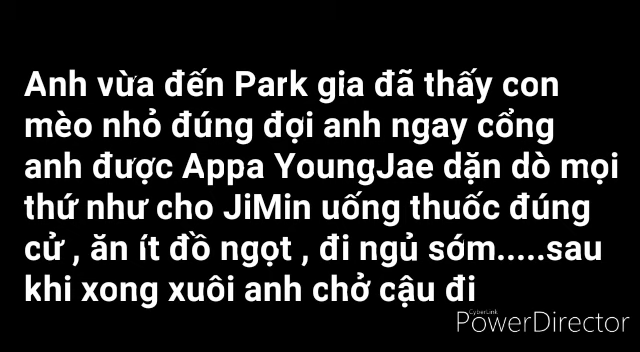 Anh vừa đến Park gia đã thấy con
mèo nhỏ đúng đợi anh ngay cổng
anh được Appa YoungJae dặn dò mọi
thứ như cho JiMin uống thuốc đúng
cử , ăn ít đồ ngọt , đi ngủ sớm.....sau
khi xong xuôi anh chở cậu đi
CyberLink
PowerDirector